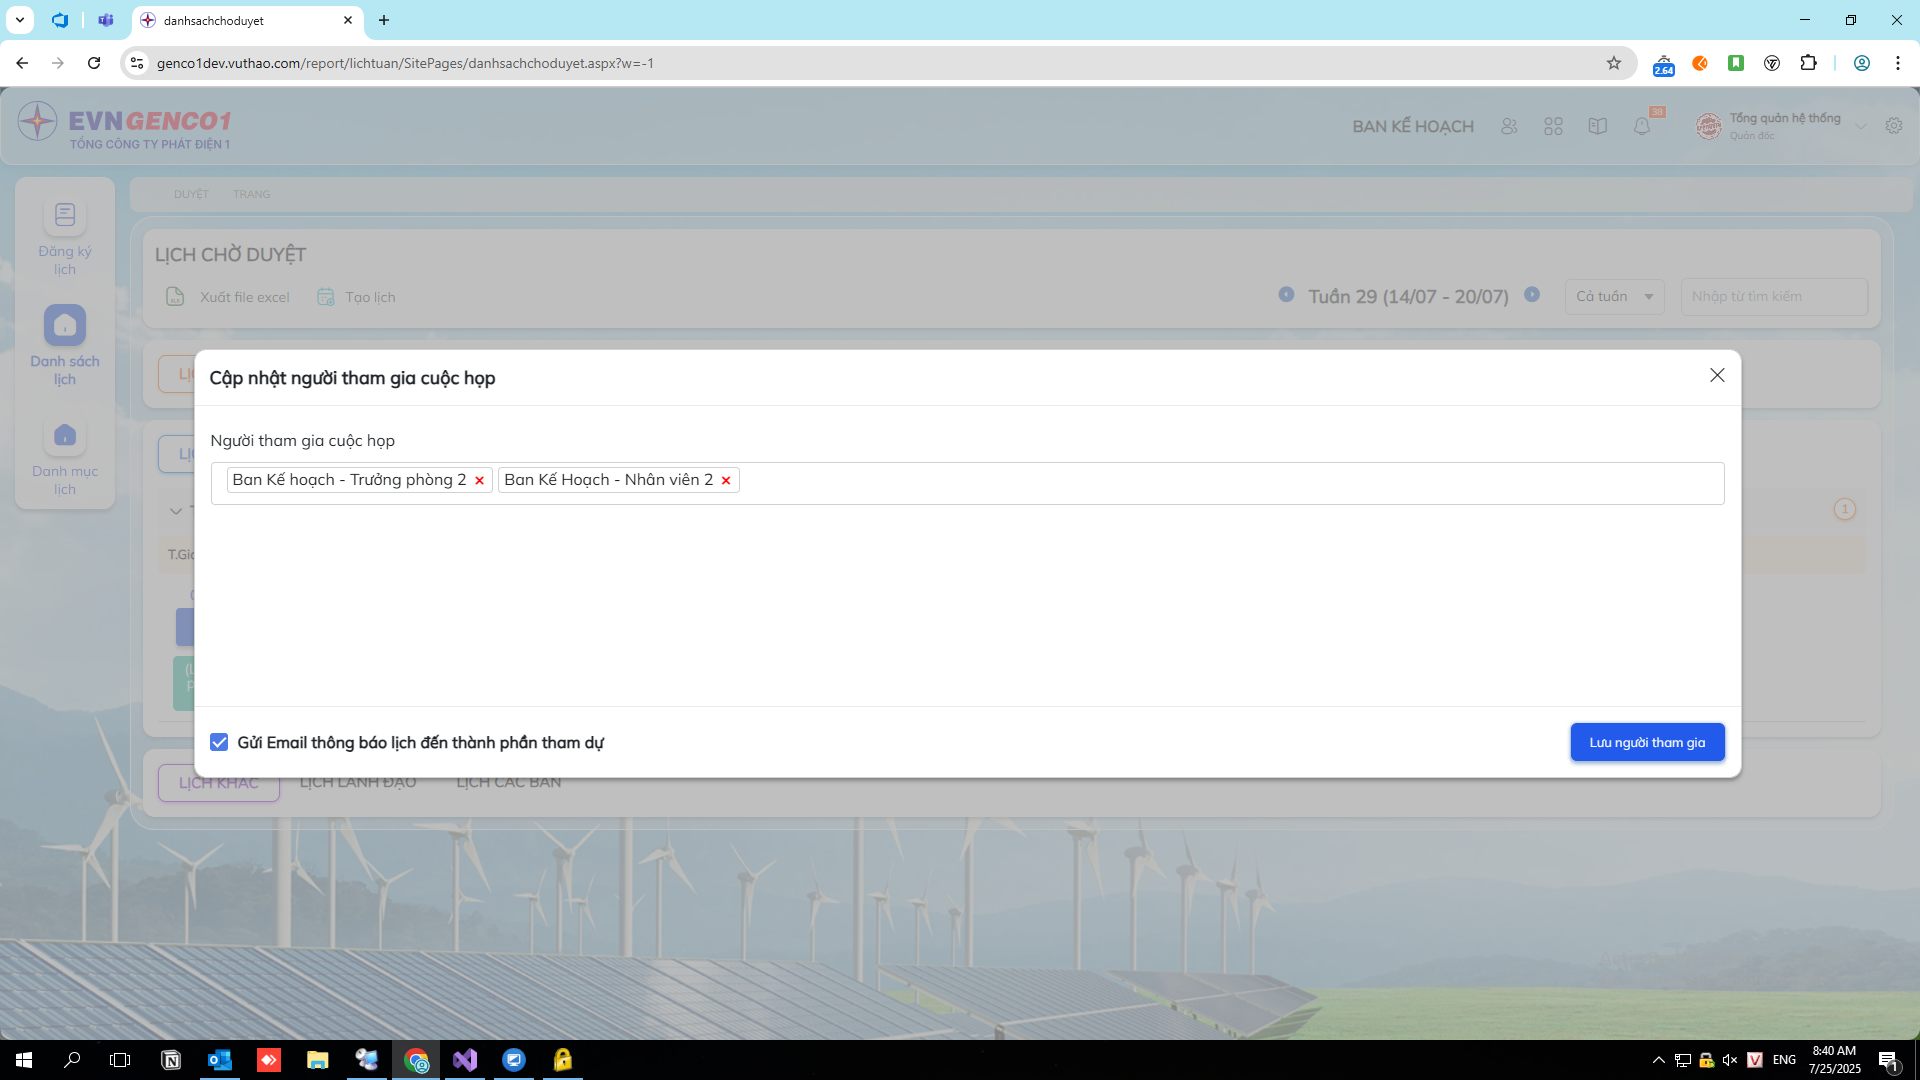 danhsachchoduyet
genco1dev.vuthao.com/report/lichtuan/SitePages/danhsachchoduyet.aspx?w=-1
2.64
EVNGENCO1
TỔNG CÔNG TY PHÁT ĐIỆN 1
BAN KẾ HOẠCH
38
Tổng quản hệ thống
Quản đốc
DUYỆT TRANG
Đăng ký
lịch
Danh sách
lịch
Danh mục
lịch
LỊCH CHỜ DUYỆT
Xuất file excel
Tạo lịch
Tuần 29 (14/07 - 20/07)
Cả tuần
Nhập từ tìm kiếm
Cập nhật người tham gia cuộc họp
Người tham gia cuộc họp
Ban Kế hoạch - Trưởng phòng 2
Ban Kế Hoạch - Nhân viên 2
1
Gửi Email thông báo lịch đến thành phần tham dự
Lưu người tham gia
LỊCH KHÁC
LỊCH LÃNH ĐẠO
LỊCH CÁC BAN
ENG
8:40 AM
7/25/2025
1